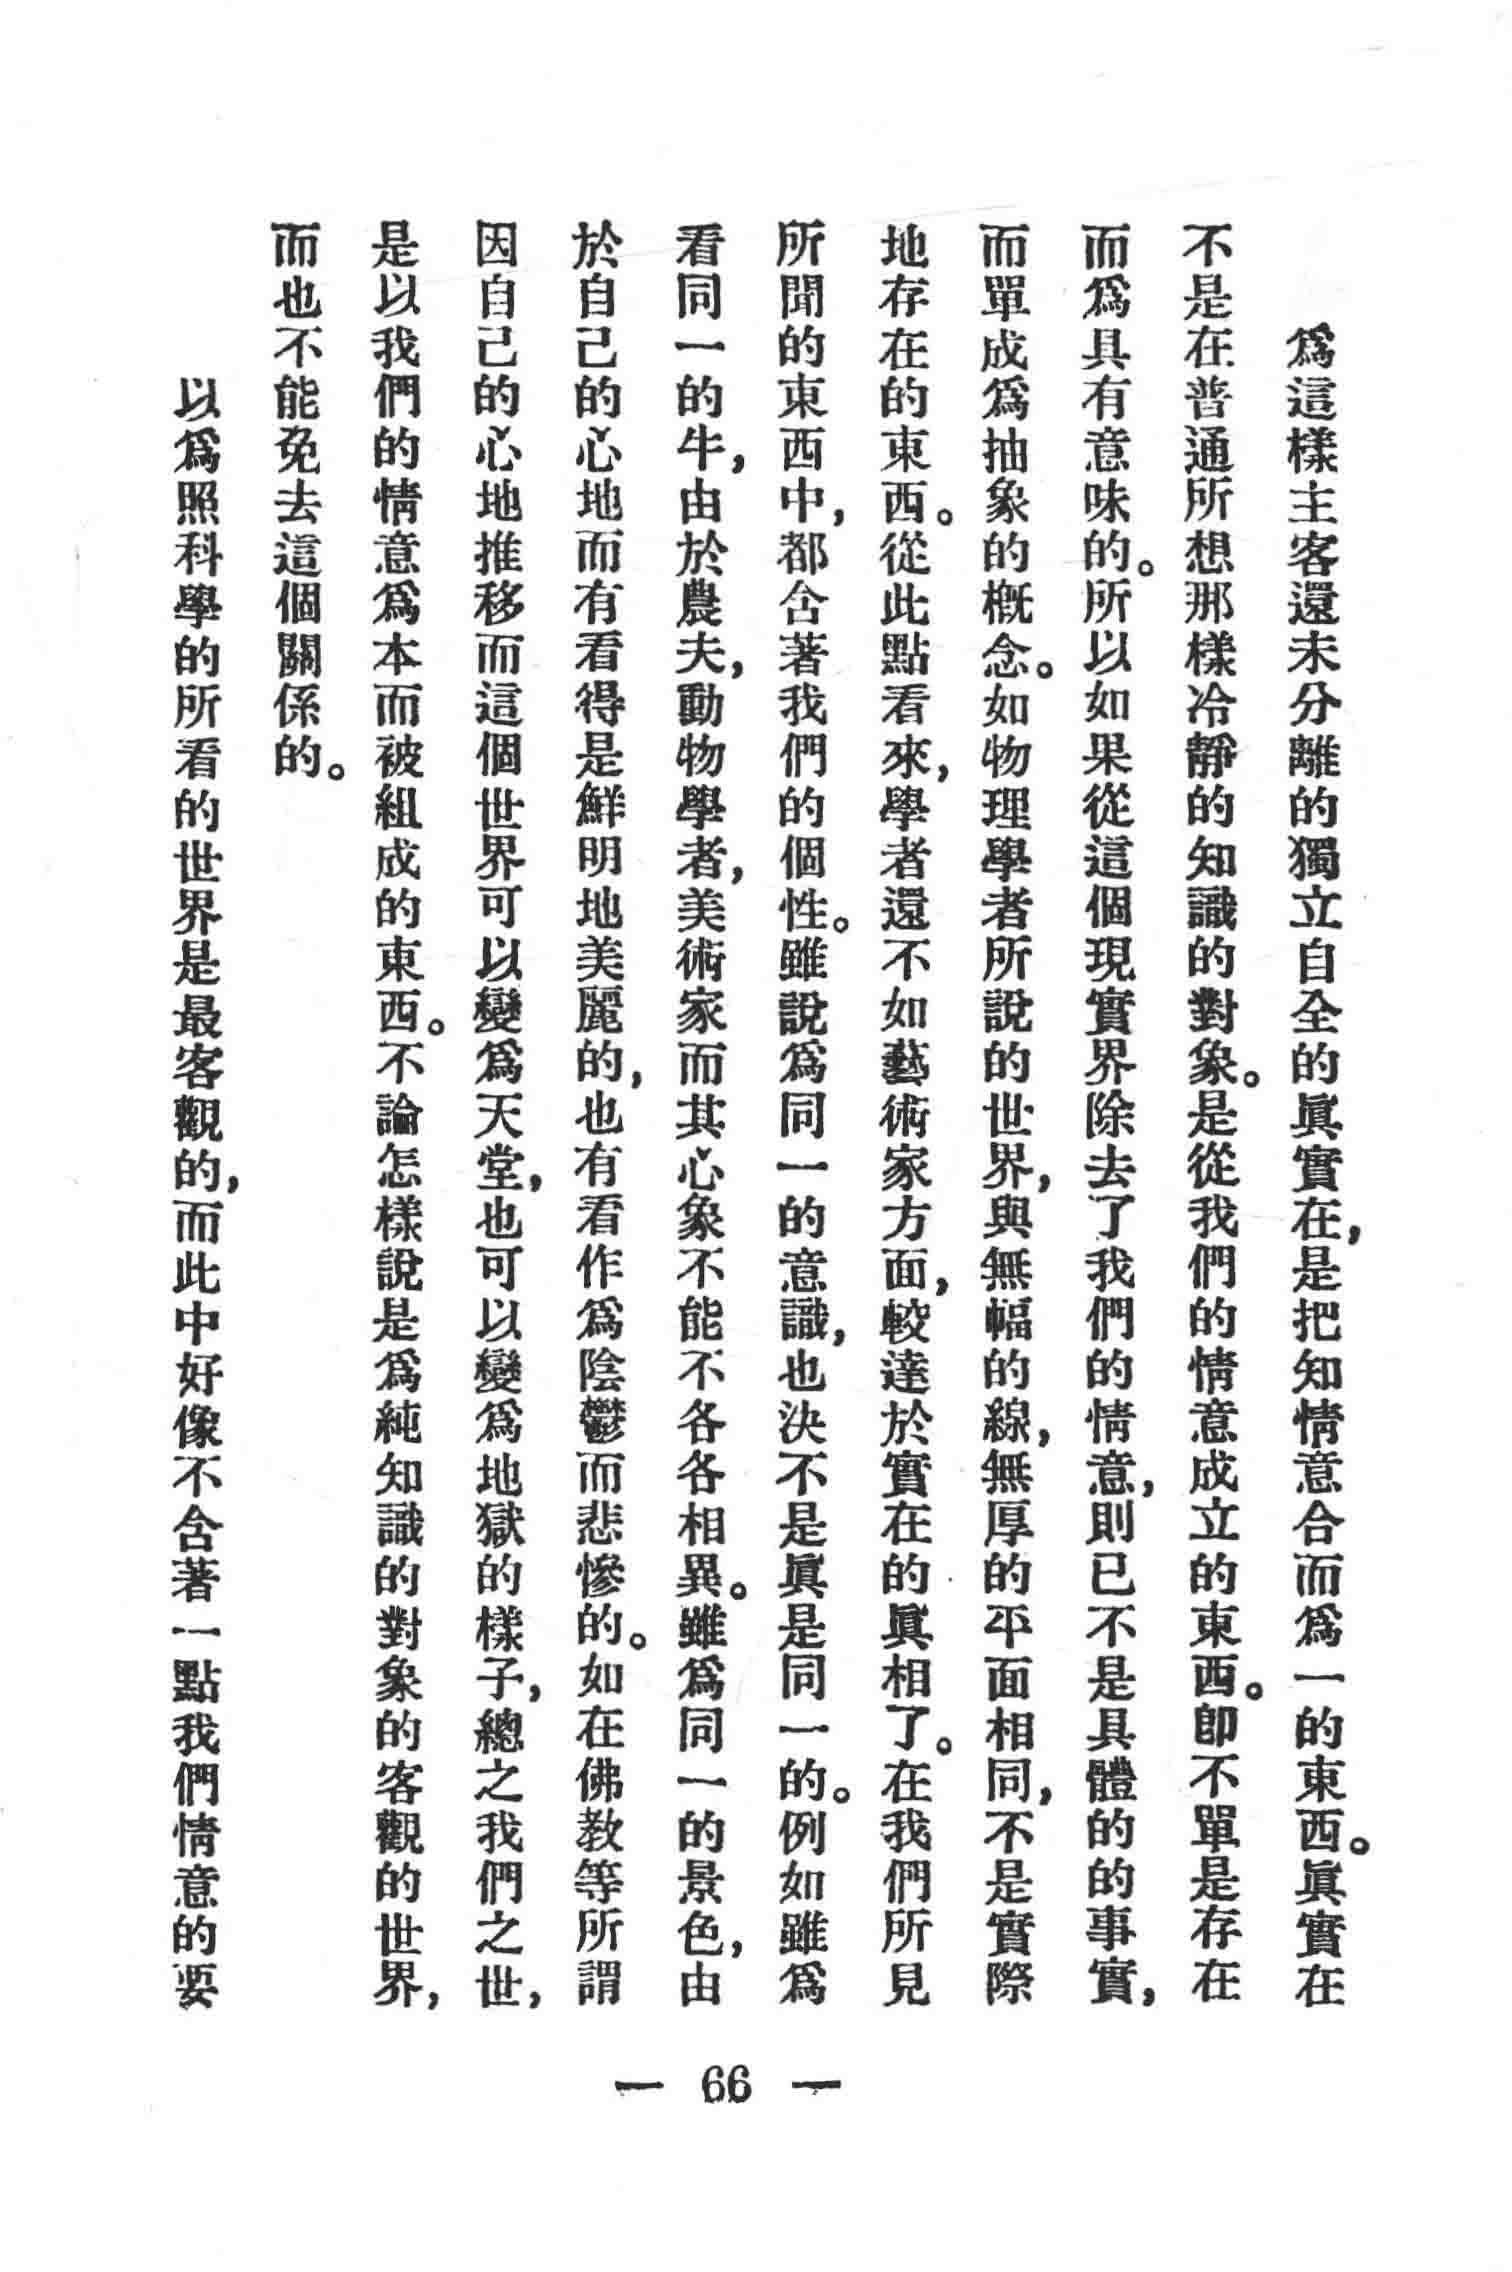 爲這樣主客還未分離的獨立自全的眞實在，是把知情意合而爲一的東西。眞實在
不是在普通所想那樣冷靜的知識的對象。是從我們的情意成立的東西。卽不單是存在
而爲具有意味的。所以如果從這個現實界除去了我們的情意，則已不是具體的的事實，
而單成爲抽象的槪念。如物理學者所說的世界，與無幅的線，無厚的平面相同，不是實際
地存在的東西。從此點看來，學者還不如藝術家方面，較達於實在的眞相了。在我們所見
所聞的東西中，都含著我們的個性。雖說爲同一的意識，也決不是眞是同一的。例如雖爲
看同一的牛，由於農夫，動物學者，美術家而其心象不能不各各相異。雖爲同一的景色，由
於自己的心地而有看得是鮮明地美麗的，也有看作爲陰鬱而悲慘的。如在佛教等所謂
因自己的心地推移而這個世界可以變爲天堂，也可以變爲地獄的樣子，總之我們之世，
是以我們的情意爲本而被組成的東西。不論怎樣說是爲純知識的對象的客觀的世界，
而也不能免去這個關係的。
以爲照科學的所看的世界是最客觀的，而此中好像不含著一點我們情意的要
— 66 —